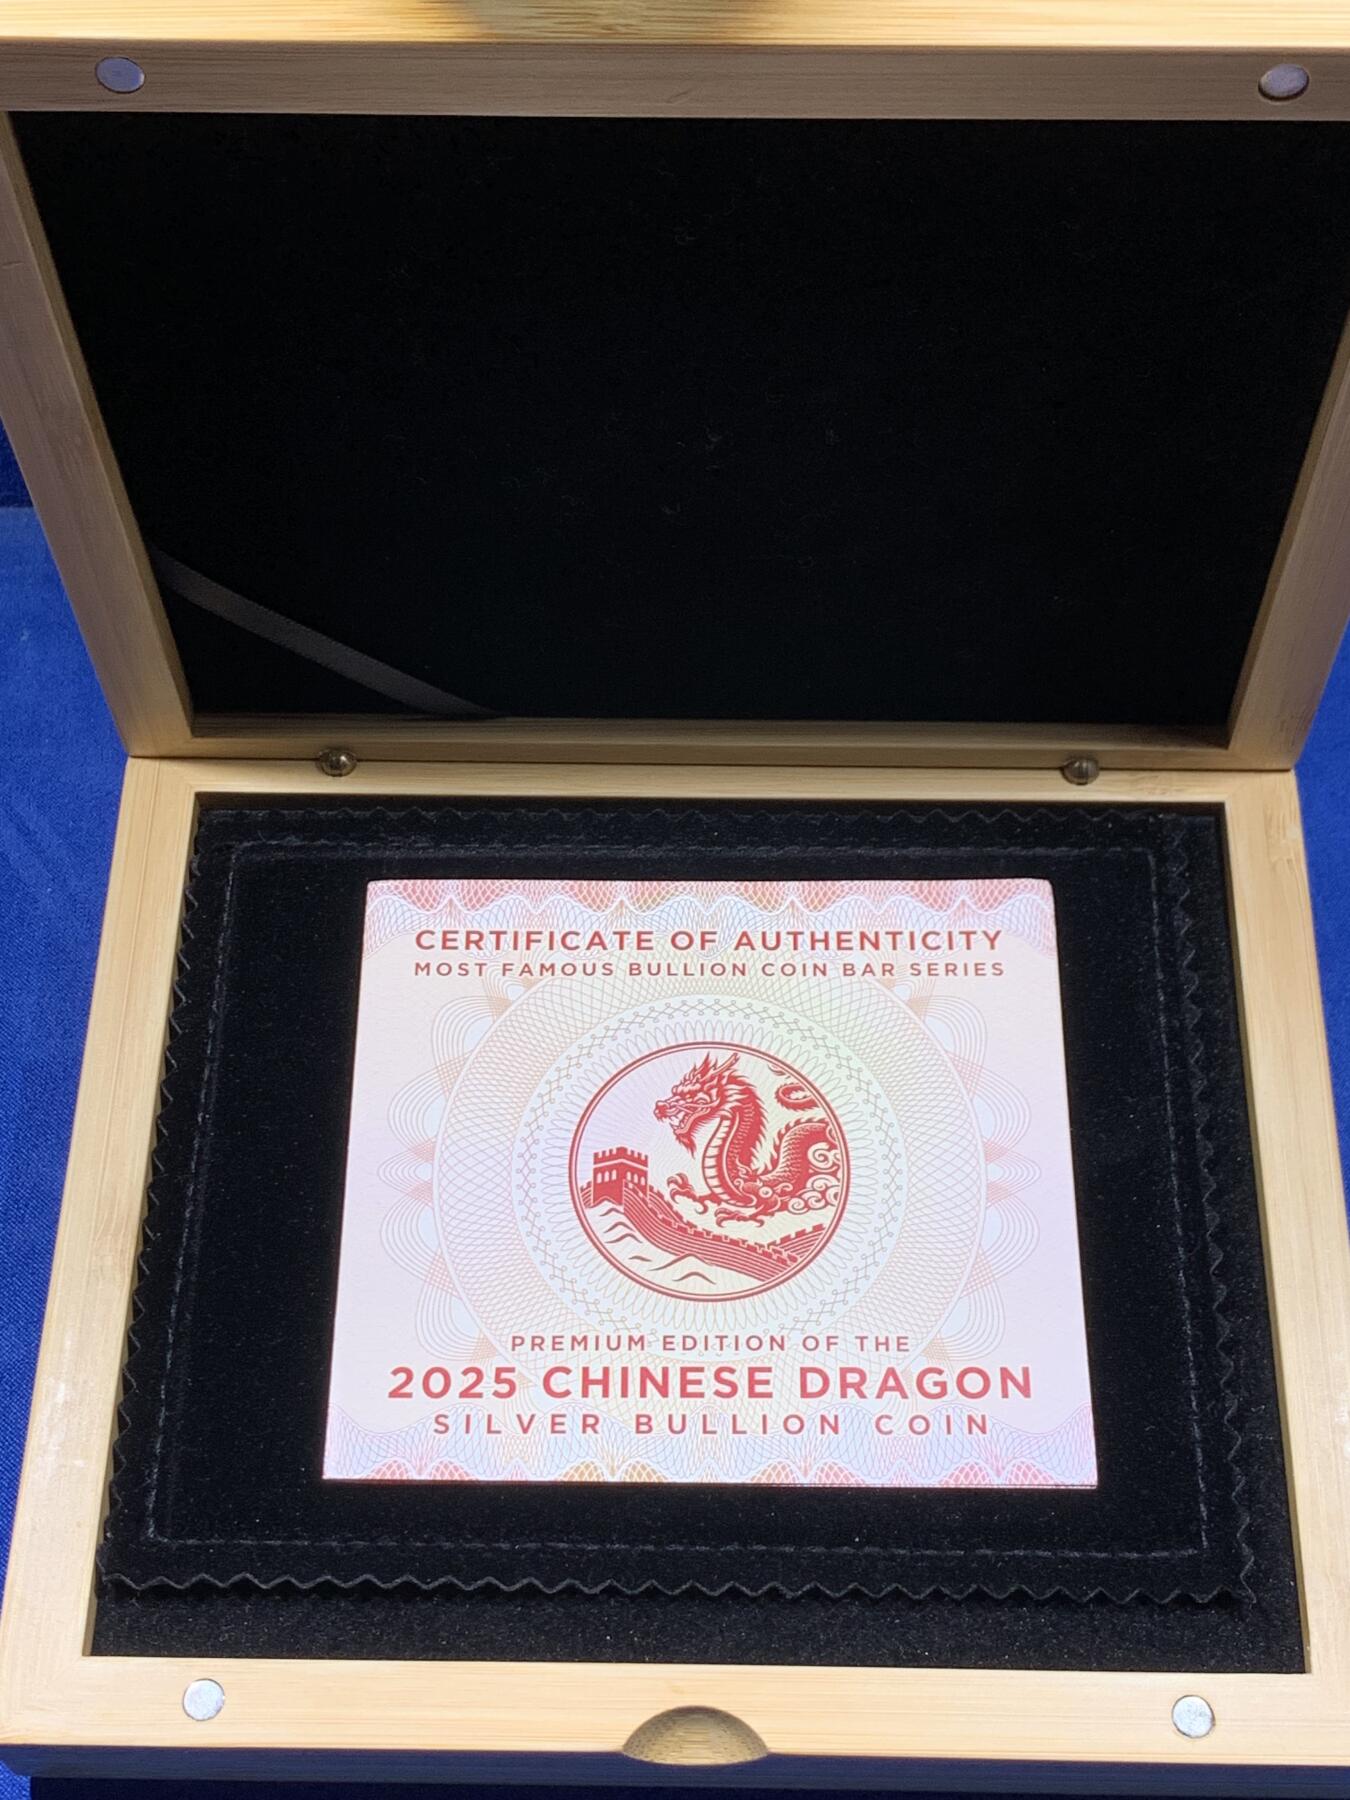 CERTIFICATE OF AUTHENTICITY
MOST FAMOUS BULLION COIN BAR SERIES
PREMIUM EDITION OF THE
2025 CHINESE DRAGON
SILVER BULLION COIN